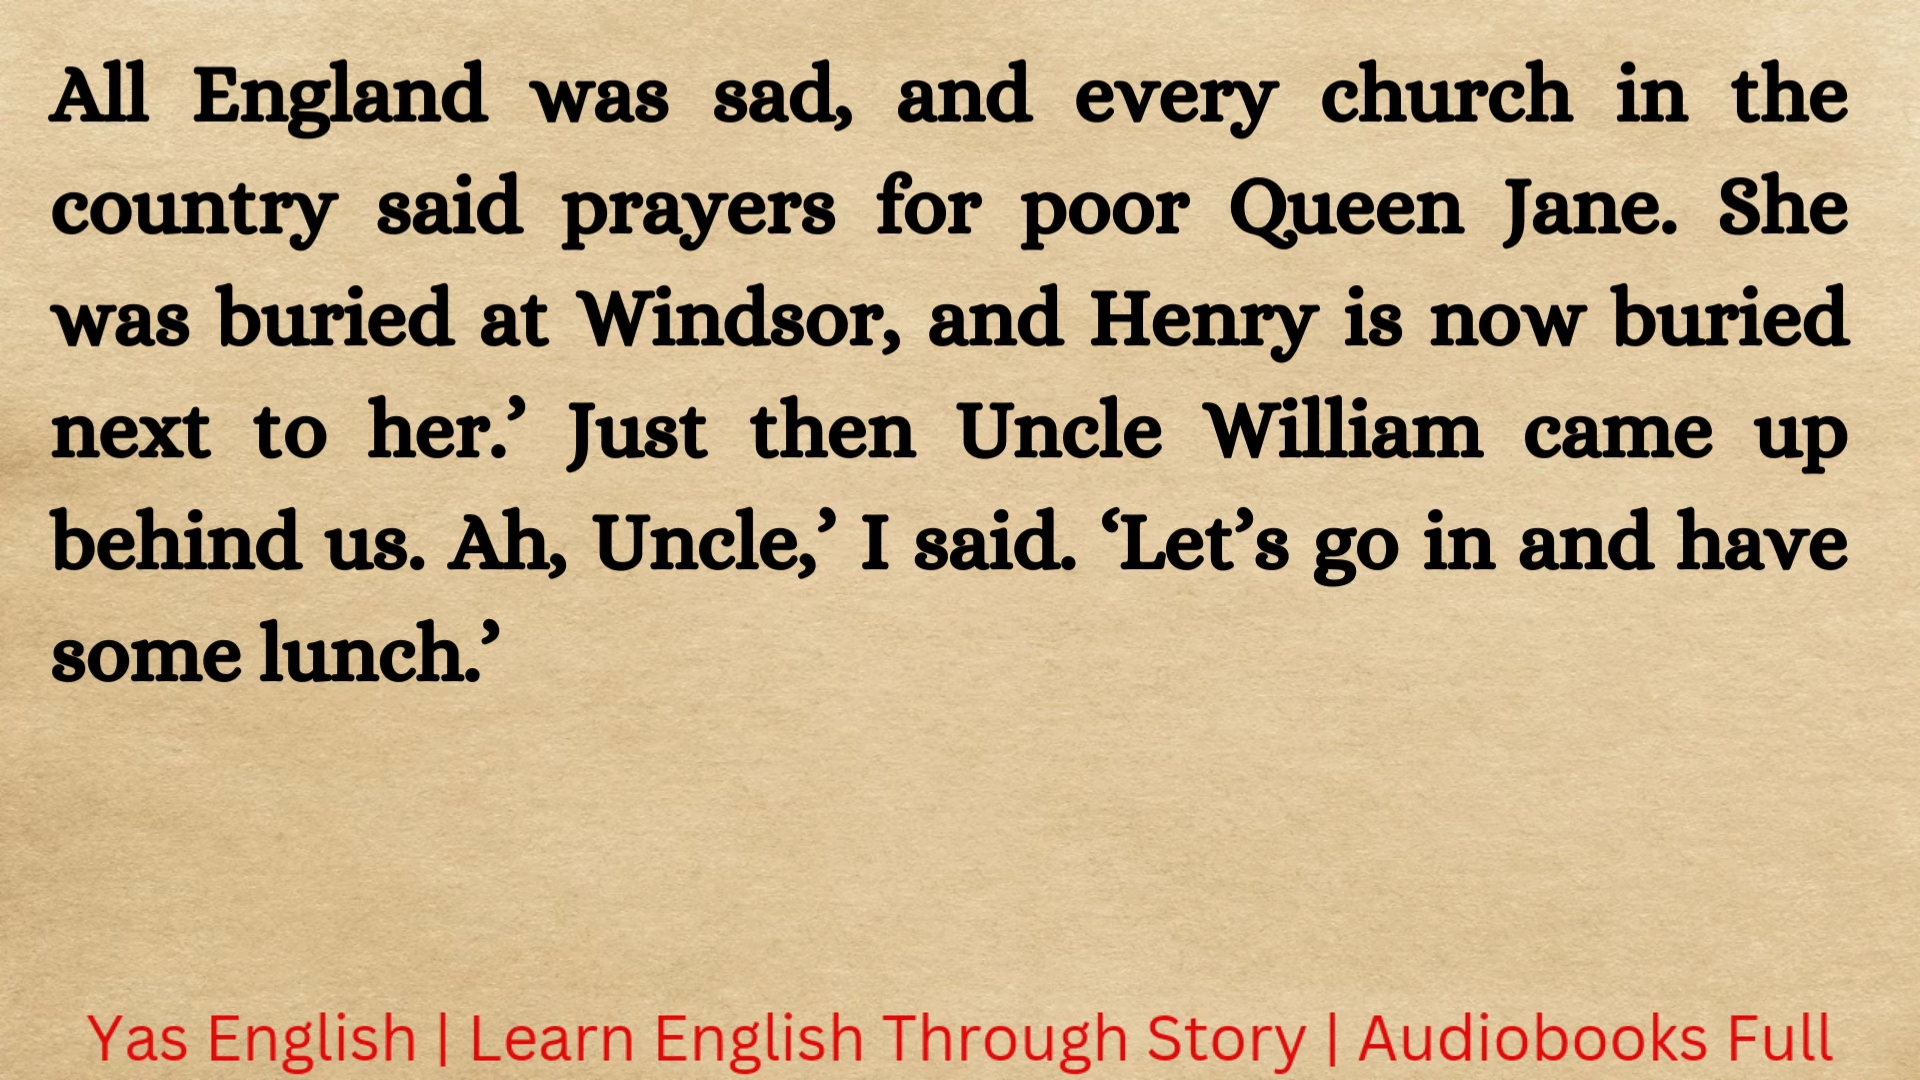 All England was sad, and every church in the
country said prayers for poor Queen Jane. She
was buried at Windsor, and Henry is now buried
next to her.’ Just then Uncle William came up
behind us. Ah, Uncle,’ I said. ‘Let’s go in and have
some lunch.’
Yas English | Learn English Through Story | Audiobooks Full